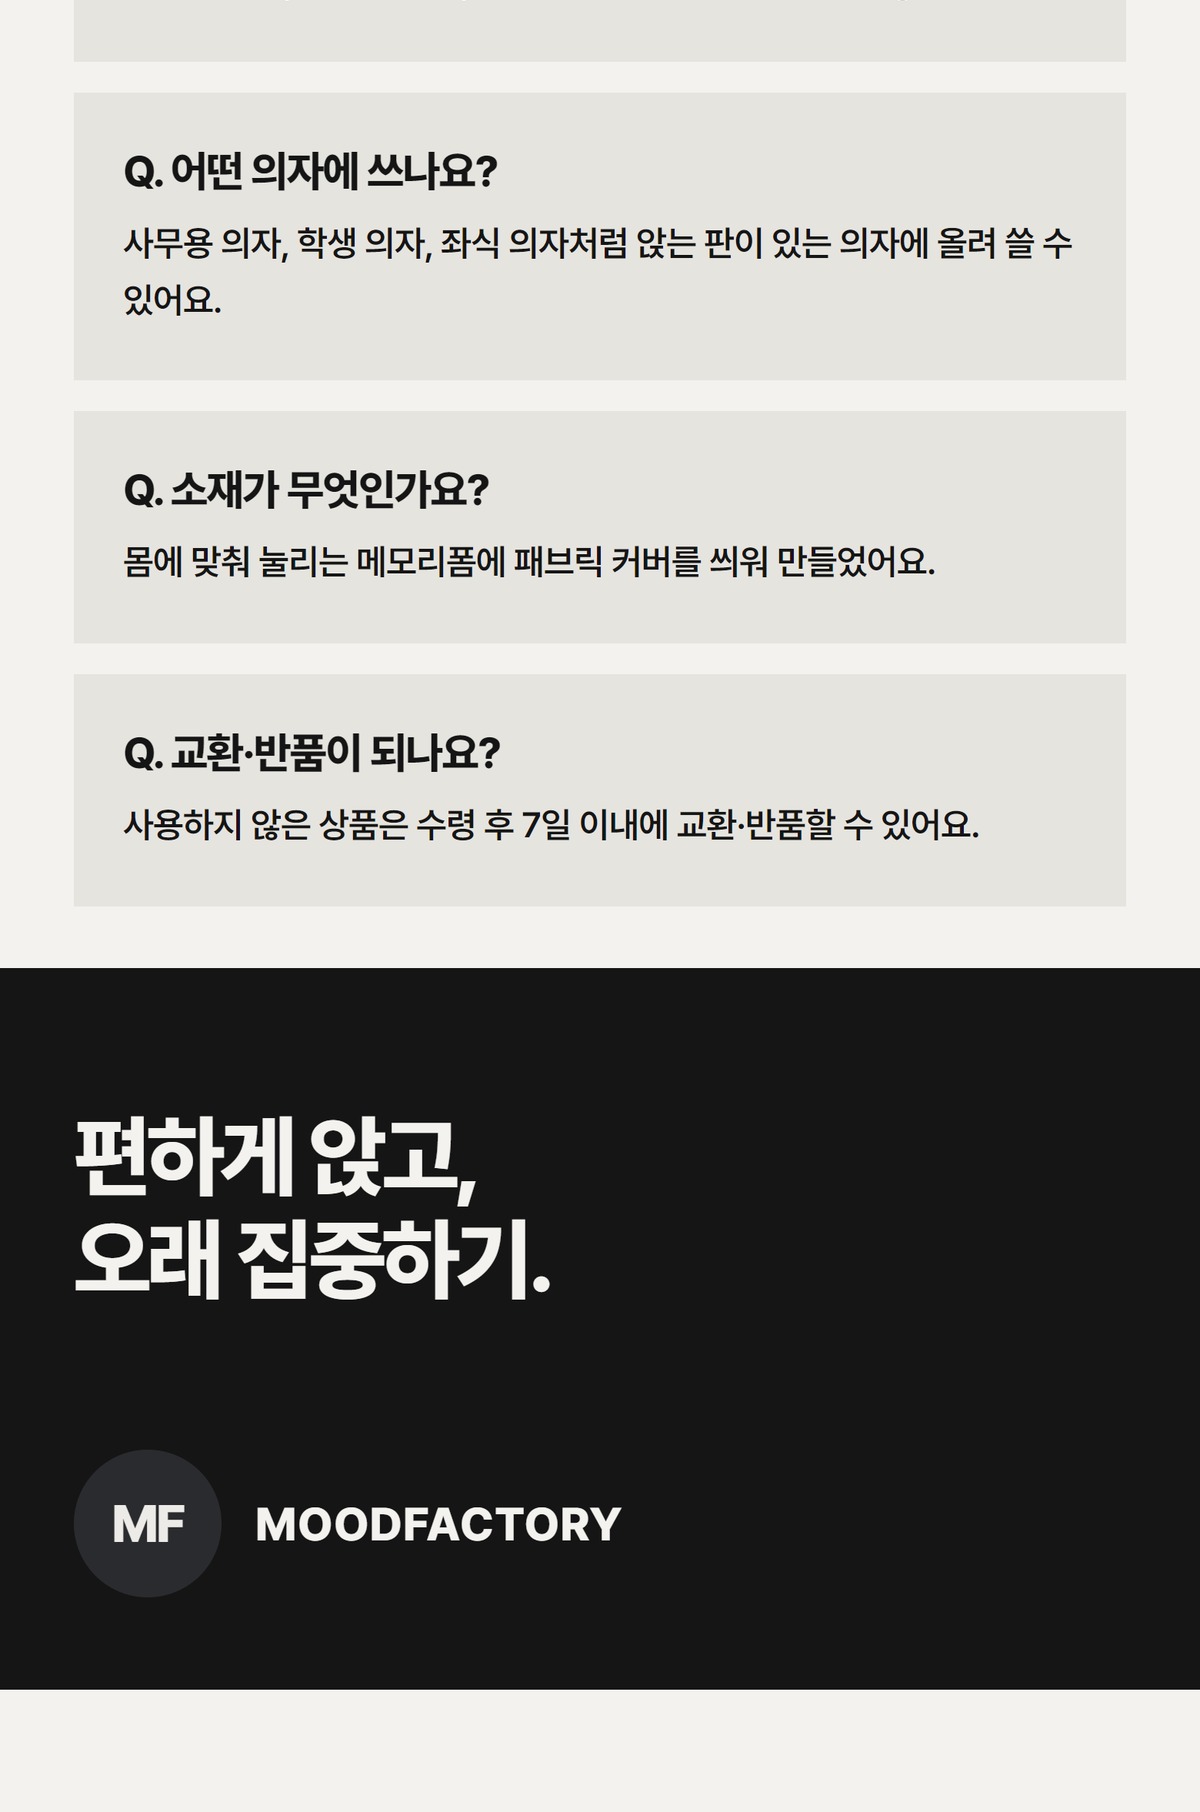 Q. 어떤 의자에 쓰나요?
사무용 의자, 학생 의자, 좌식 의자처럼 앉는 판이 있는 의자에 올려 쓸 수
있어요.
Q. 소재가 무엇인가요?
몸에 맞춰 눌리는 메모리폼에 패브릭 커버를 씌워 만들었어요.
Q. 교환·반품이 되나요?
사용하지 않은 상품은 수령 후 7일 이내에 교환·반품할 수 있어요.
편하게 앉고,
오래 집중하기.
MF
MOODFACTORY